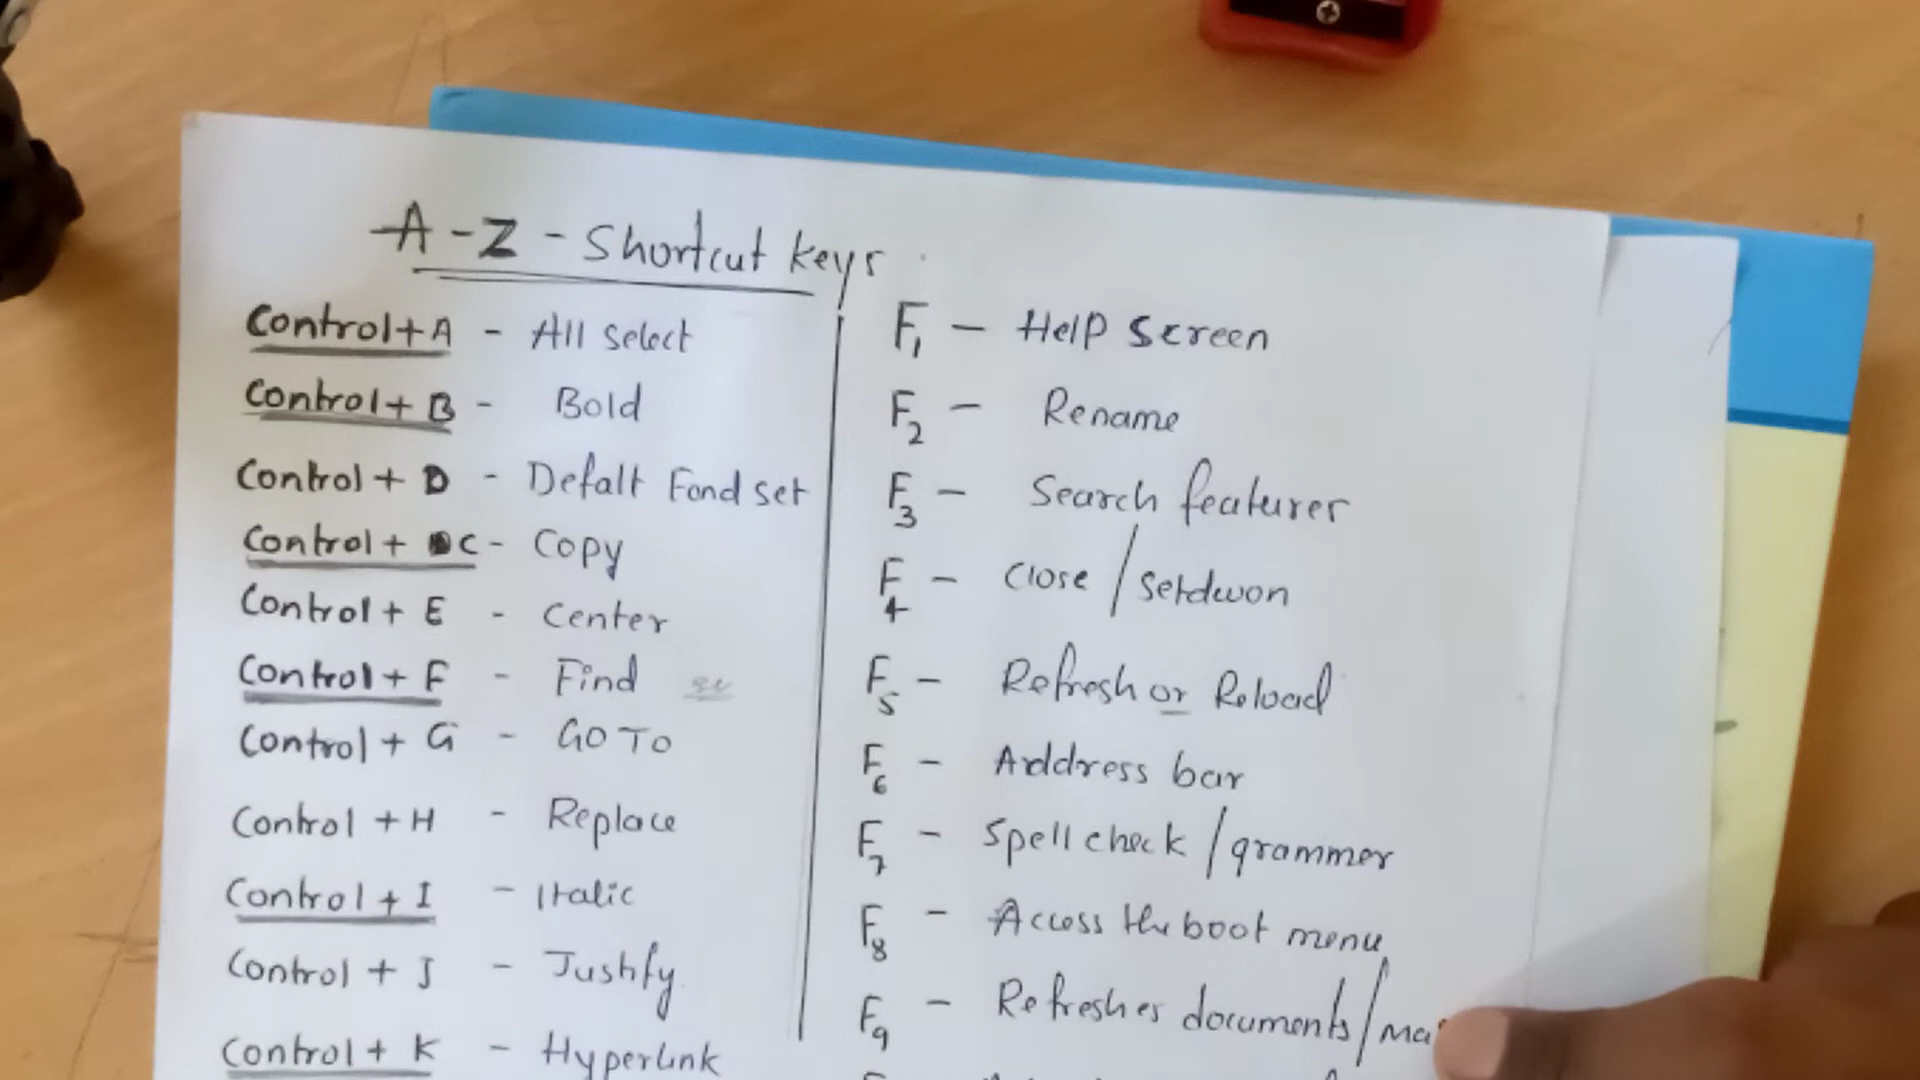 A-Z - Shortcut keys
Control+A - All select
Control+B - Bold
Control + D - Defalt Fond set
Control + C - Copy
Control + E - Center
Control + F - Find
Control + G - GO TO
Control + H - Replace
Control + I - Italic
Control + J - Justify
Control + K - Hyperlink
F1 - Help screen
F2 - Rename
F3 - Search features
F4 - Close / Setdwon
F5 - Refresh or Reload
F6 - Address bar
F7 - Spell check / grammer
F8 - Access the boot menu
F9 - Refreshes documents/